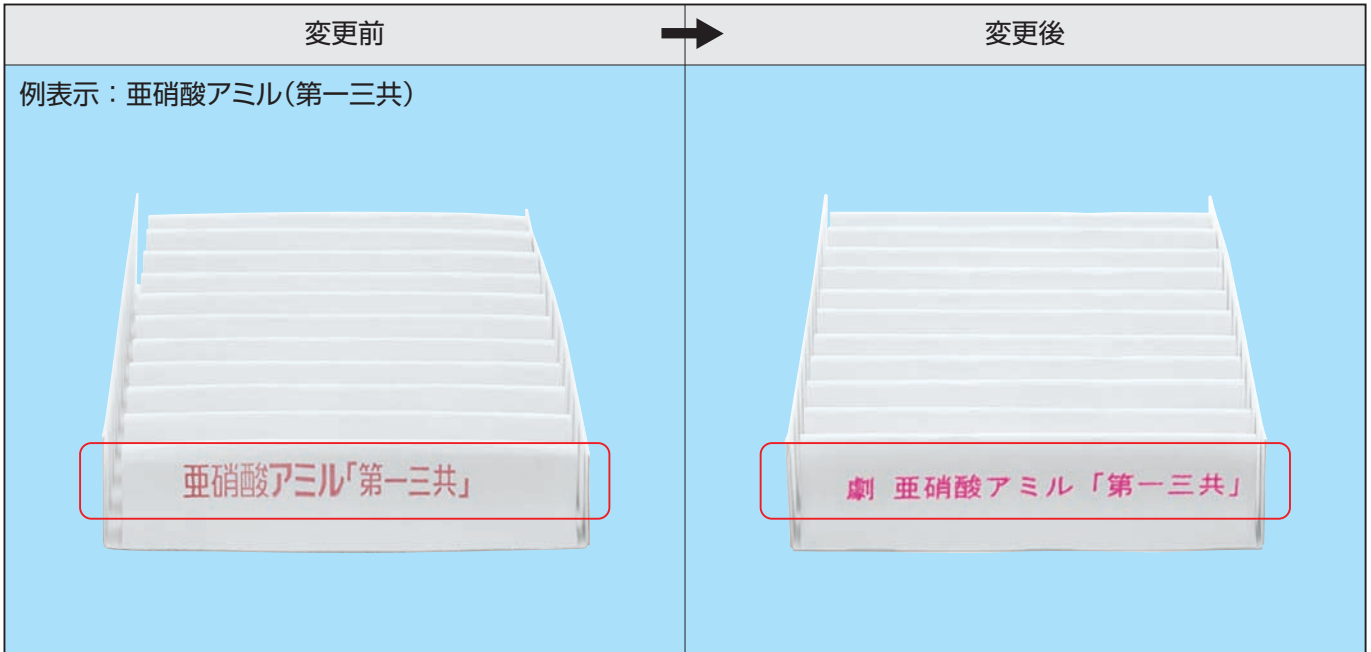 変更前
変更後
例表示：亜硝酸アミル（第一三共）
亜硝酸アミル「第一三共」
劇 亜硝酸アミル「第一三共」